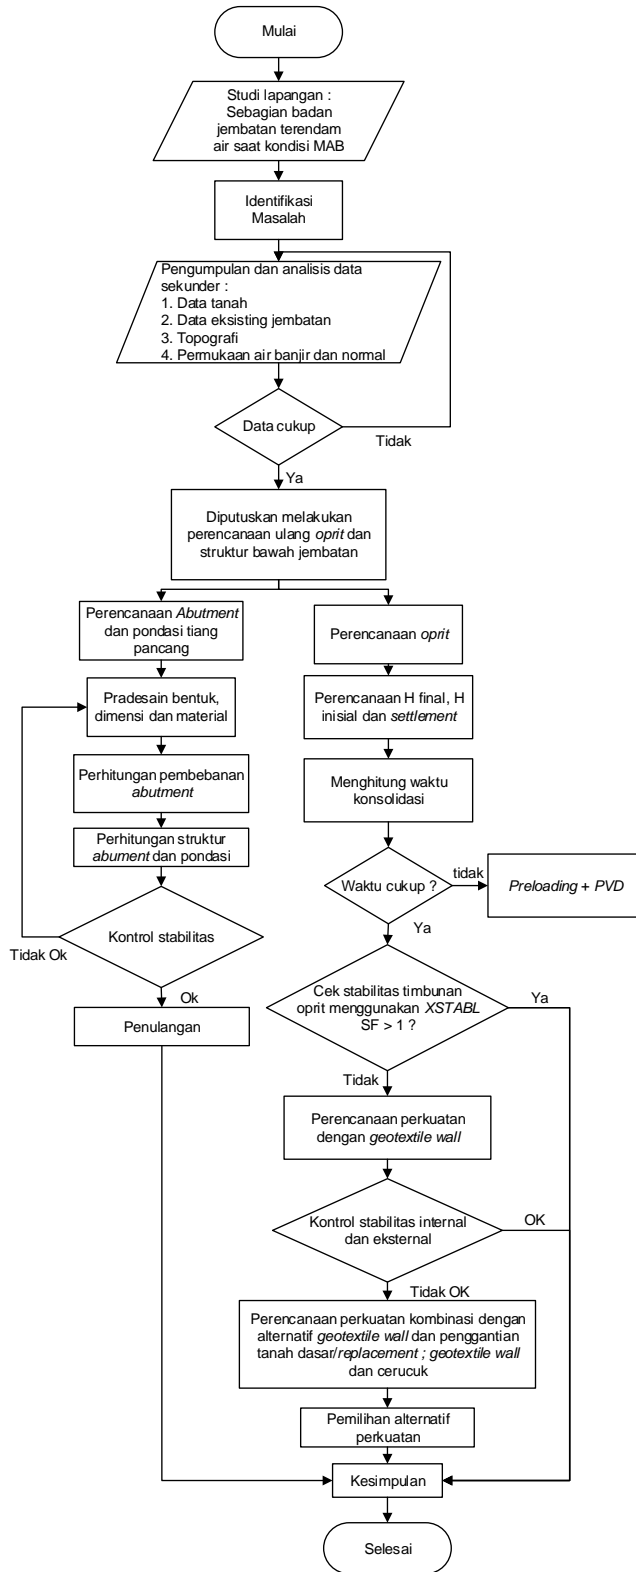 Mulai
Studi lapangan :
Sebagian badan
jembatan terendam
air saat kondisi MAB
Identifikasi
Masalah
Pengumpulan dan analisis data
sekunder :
1. Data tanah
2. Data eksisting jembatan
3. Topografi
4. Permukaan air banjir dan normal
Data cukup
Tidak
Ya
Diputuskan melakukan
perencanaan ulang oprit dan
struktur bawah jembatan
Perencanaan Abutment
dan pondasi tiang
pancang
Pradesain bentuk,
dimensi dan material
Perhitungan pembebanan
abutment
Perhitungan struktur
abument dan pondasi
Kontrol stabilitas
Tidak Ok
Ok
Penulangan
Perencanaan oprit
Perencanaan H final, H
inisial dan settlement
Menghitung waktu
konsolidasi
Waktu cukup ?
tidak
Preloading + PVD
Ya
Cek stabilitas timbunan
oprit menggunakan XSTABL
SF > 1 ?
Ya
Tidak
Perencanaan perkuatan
dengan geotextile wall
Kontrol stabilitas internal
dan eksternal
OK
Tidak OK
Perencanaan perkuatan kombinasi dengan
alternatif geotextile wall dan penggantian
tanah dasar/replacement ; geotextile wall
dan cerucuk
Pemilihan alternatif
perkuatan
Kesimpulan
Selesai